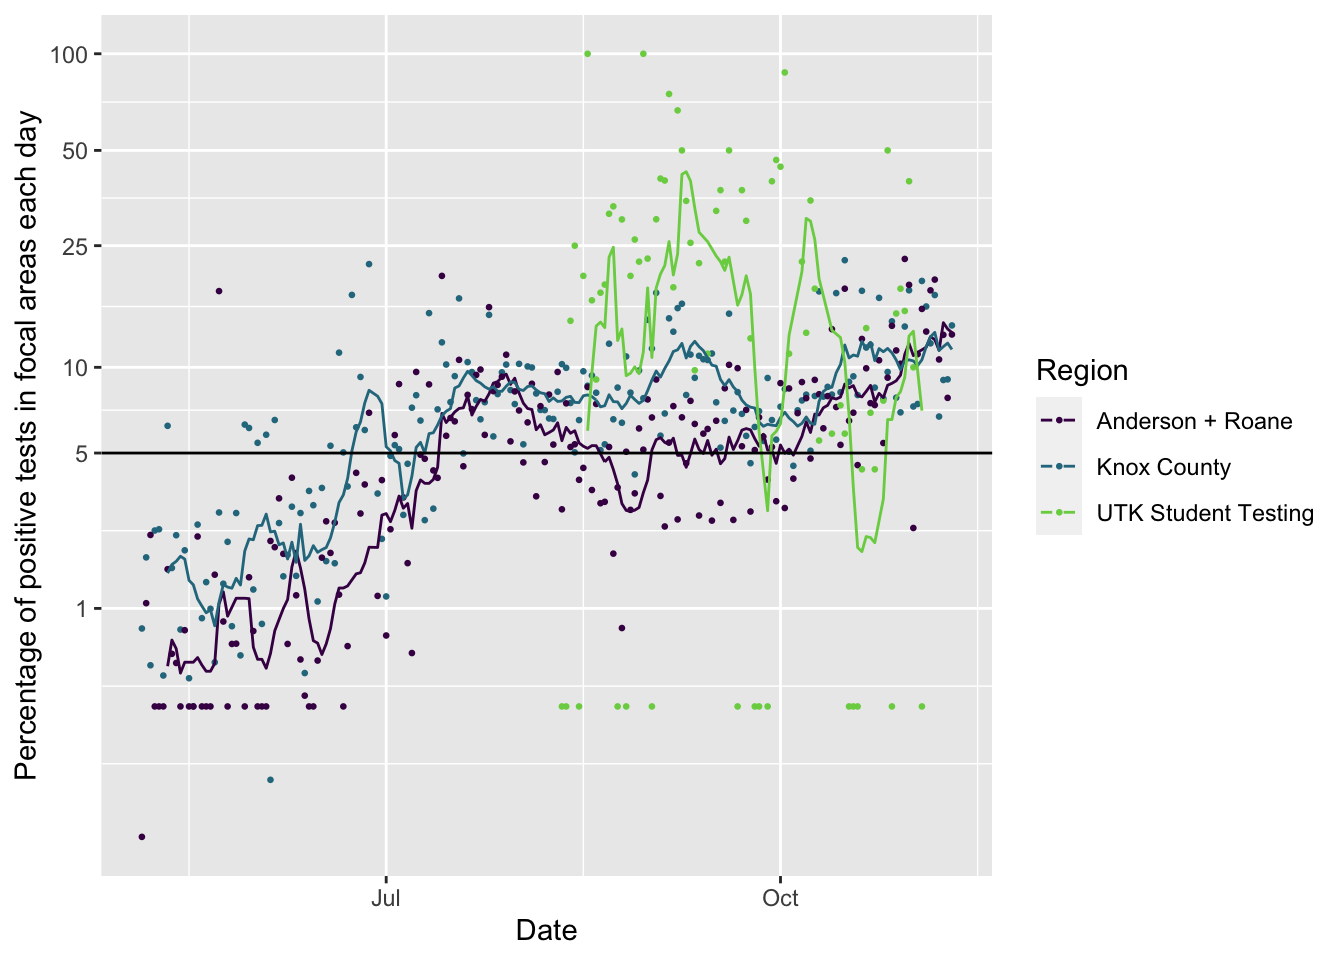 Percentage of positive tests in focal areas each day
100
50
25
10
5
1
Jul
Oct
Date
Region
Anderson + Roane
Knox County
UTK Student Testing